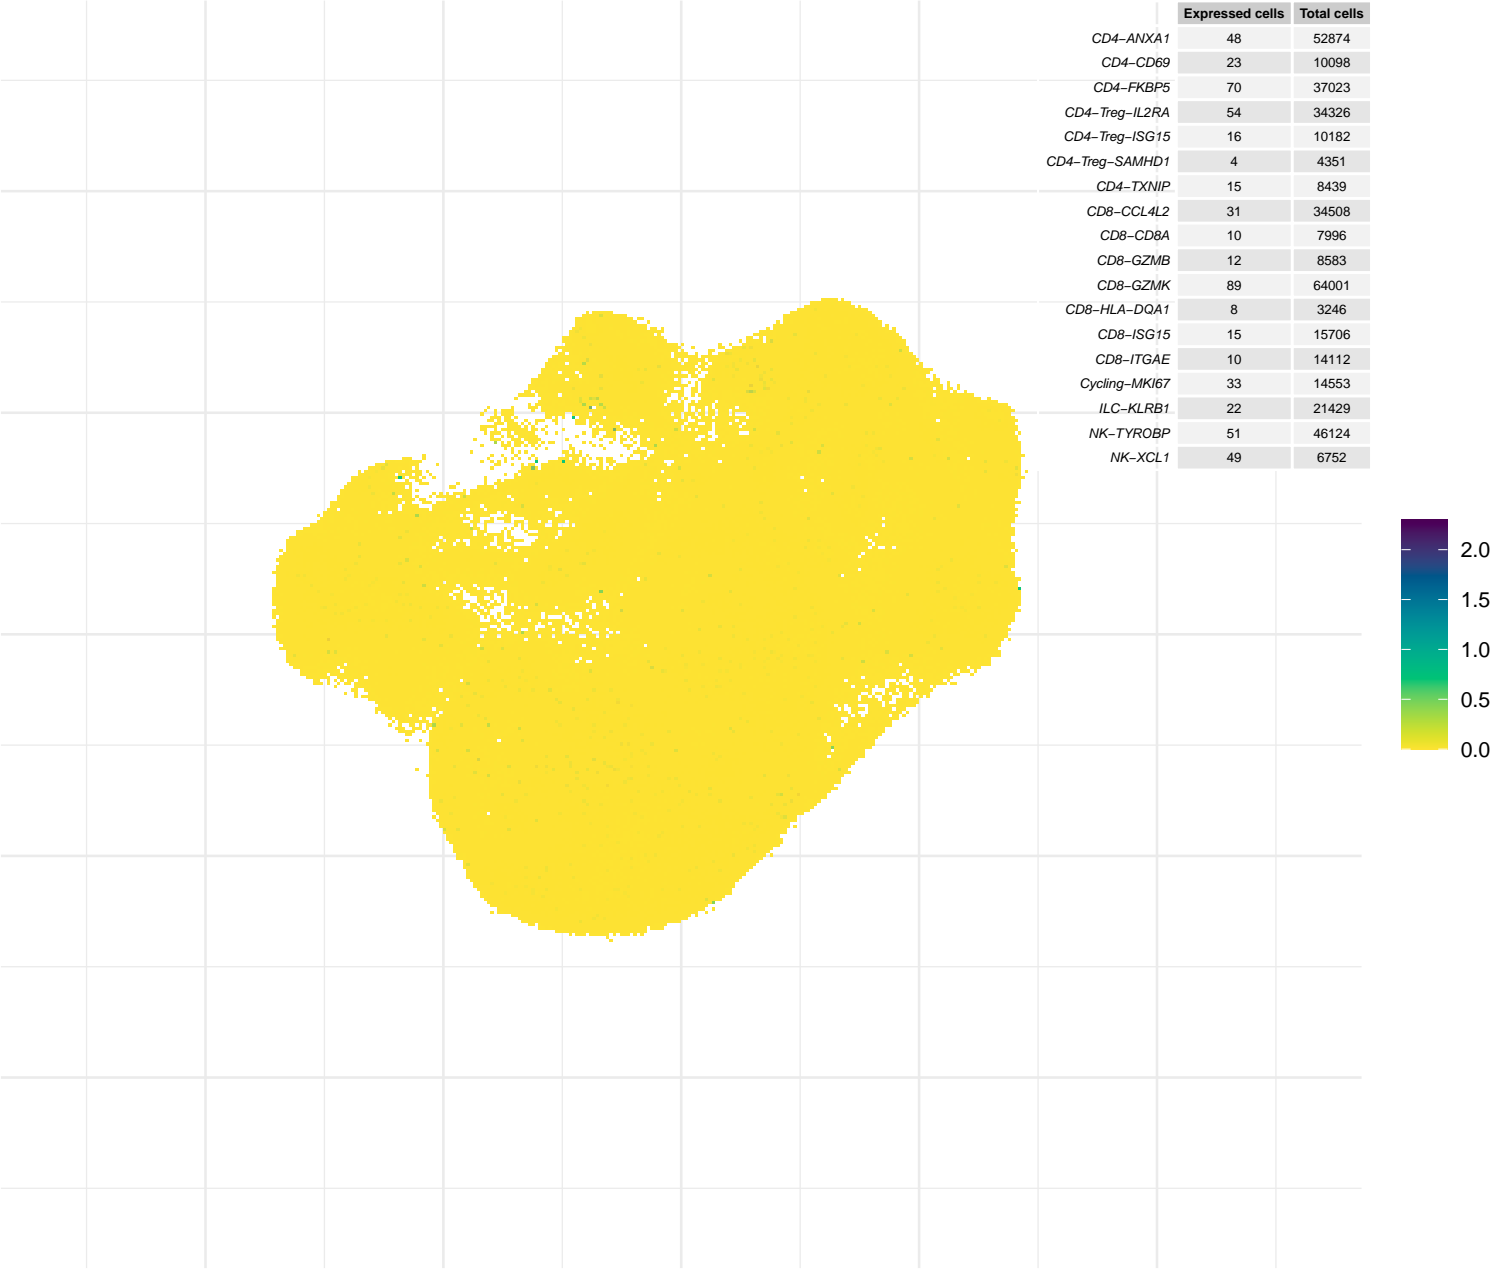 Expressed cells Total cells
CD4−ANXA1 48 52874
CD4−CD69 23 10098
CD4−FKBP5 70 37023
CD4−Treg−IL2RA 54 34326
CD4−Treg−ISG15 16 10182
CD4−Treg−SAMHD1 4 4351
CD4−TXNIP 15 8439
CD8−CCL4L2 31 34508
CD8−CD8A 10 7996
CD8−GZMB 12 8583
CD8−GZMK 89 64001
CD8−HLA−DQA1 8 3246
CD8−ISG15 15 15706
CD8−ITGAE 10 14112
Cycling−MKI67 33 14553
ILC−KLRB1 22 21429
NK−TYROBP 51 46124
NK−XCL1 49 6752
2.0
1.5
1.0
0.5
0.0